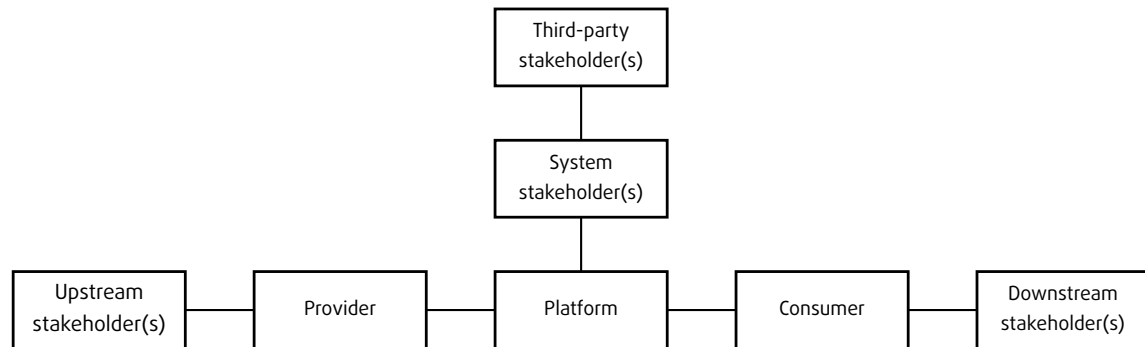 Third-party
stakeholder(s)
System
stakeholder(s)
Upstream
stakeholder(s)
Provider
Platform
Consumer
Downstream
stakeholder(s)